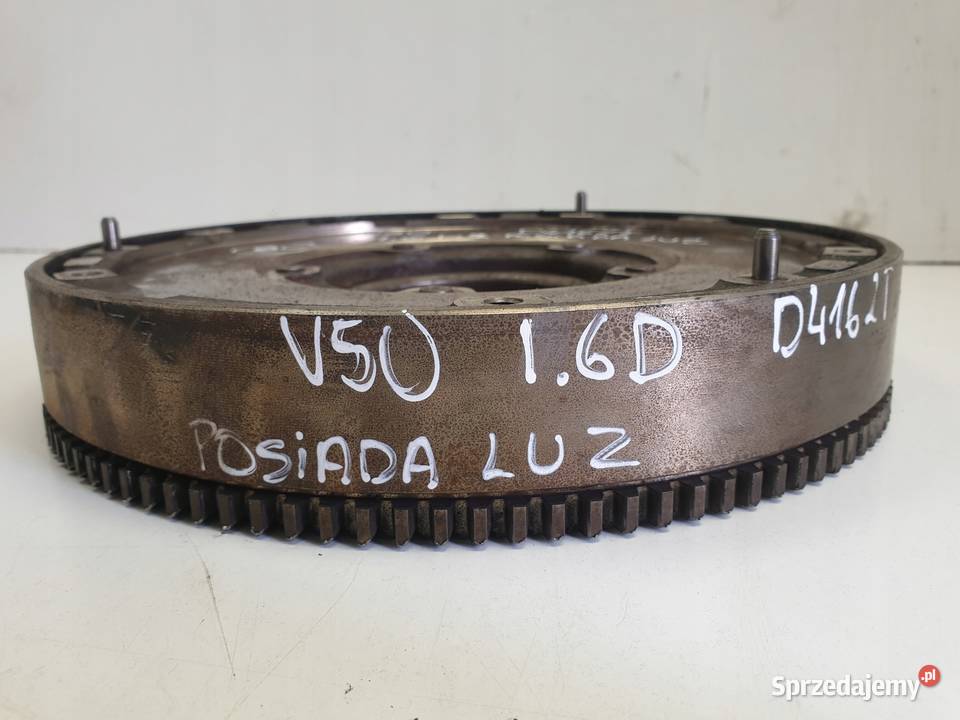 V50 1.6D D4162T
POSIADA LUZ
Sprzedajemy.pl